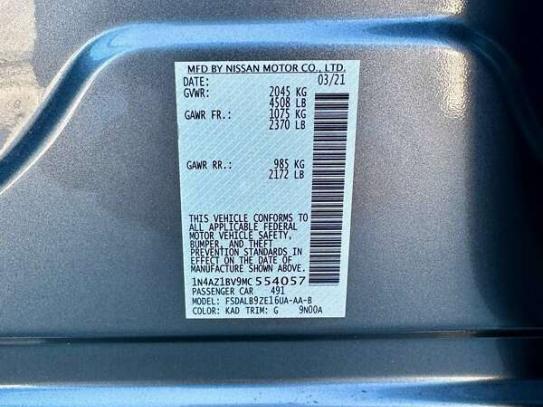 MFD BY NISSAN MOTOR CO., LTD.
DATE: 03/21
GVWR: 2045 KG
4508 LB
GAWR FR.: 1075 KG
2370 LB
GAWR RR.: 985 KG
2172 LB
THIS VEHICLE CONFORMS TO
ALL APPLICABLE FEDERAL
MOTOR VEHICLE SAFETY,
BUMPER, AND THEFT
PREVENTION STANDARDS IN
EFFECT ON THE DATE OF
MANUFACTURE SHOWN ABOVE.
1N4AZ1BV9MC 554057
PASSENGER CAR 491
MODEL: FSDALB9ZE16UA-AA-B
COLOR: KAD TRIM: G 9N00A